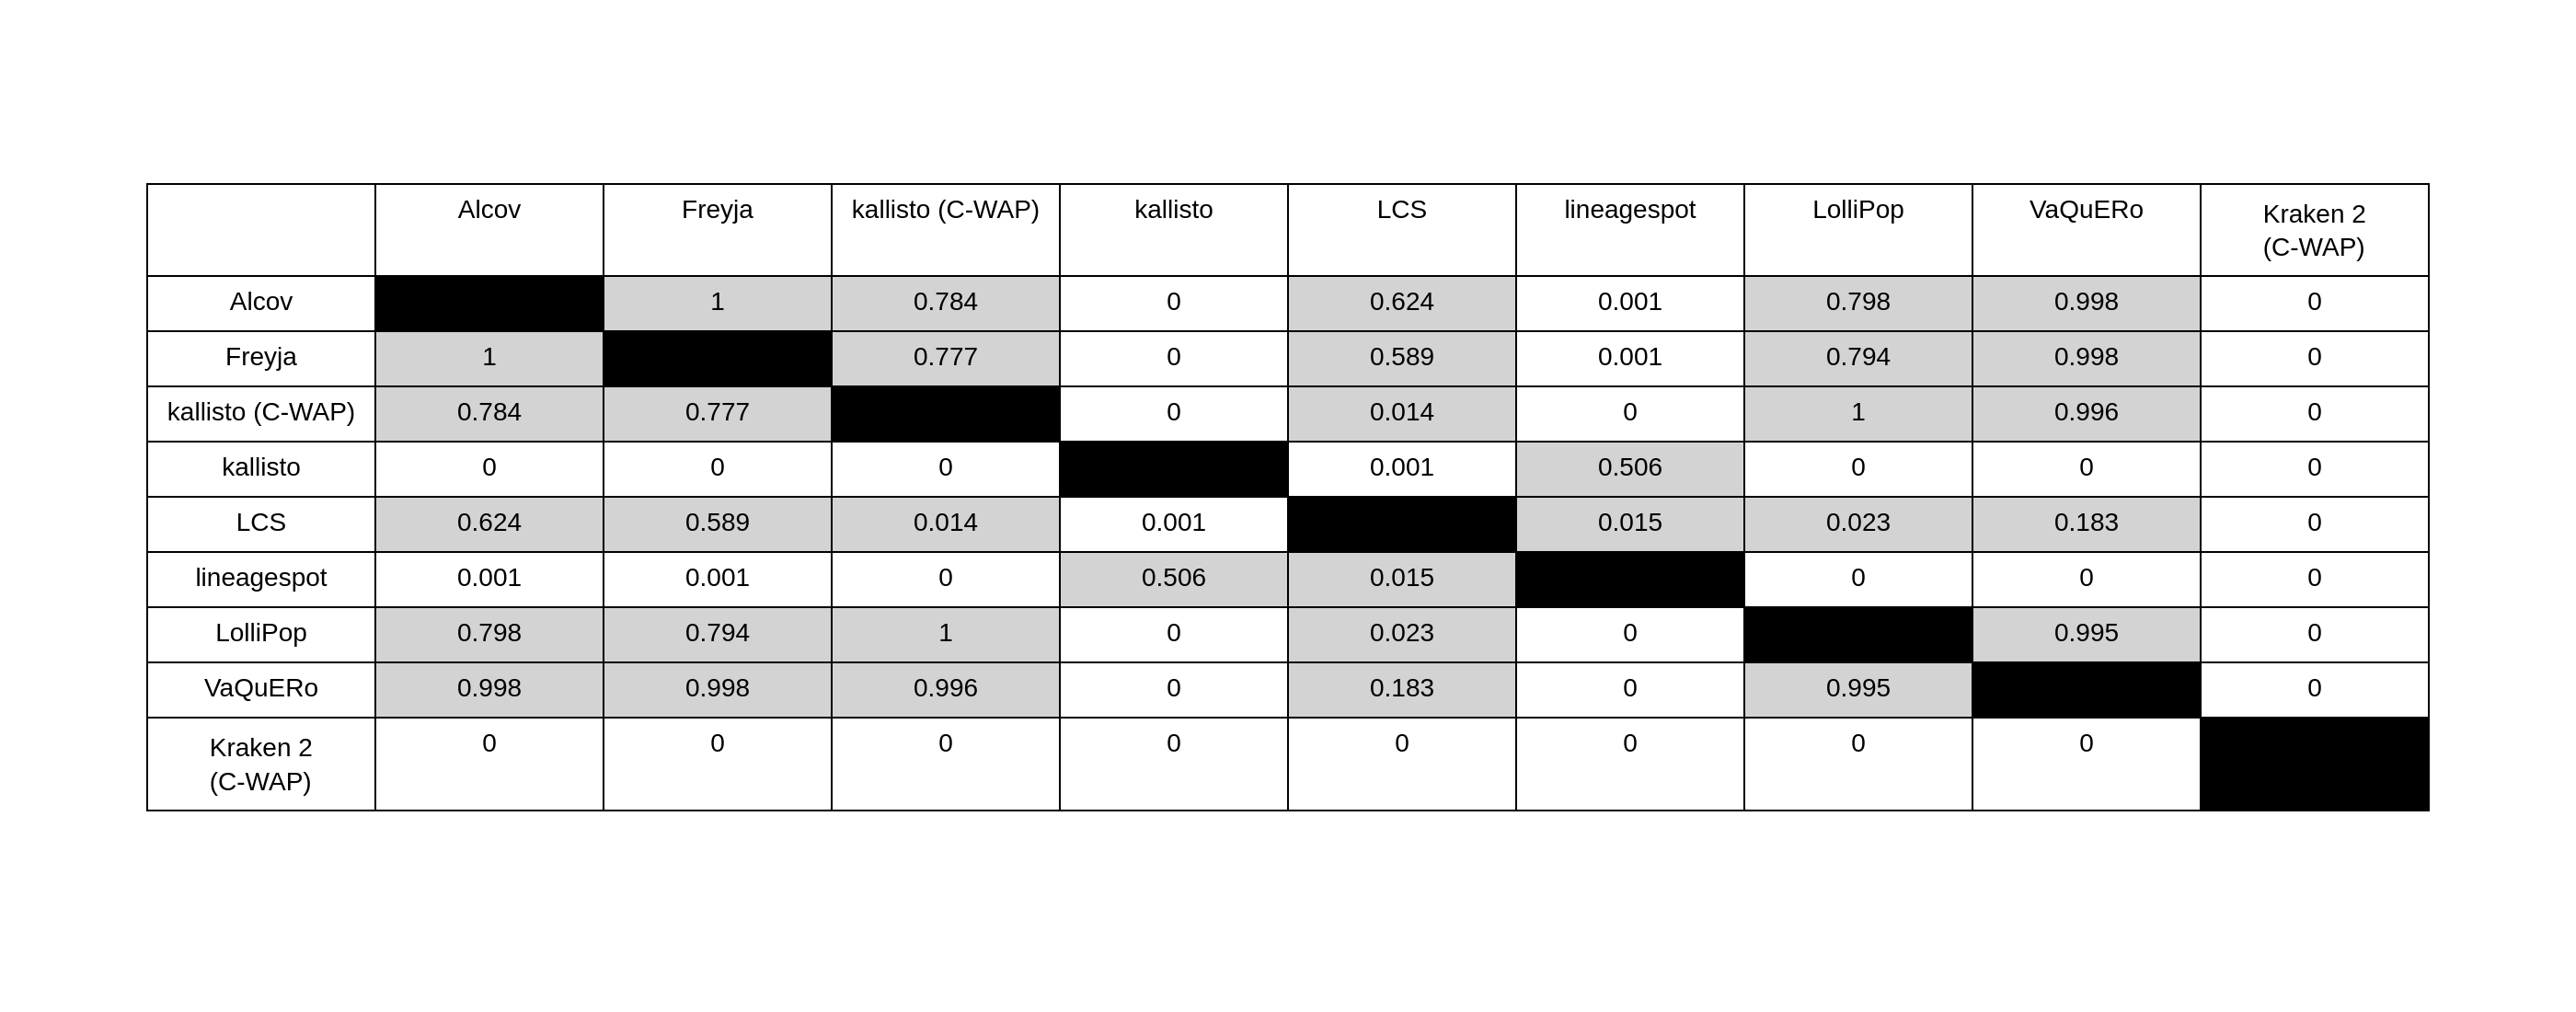 Alcov Freyja kallisto (C-WAP) kallisto LCS lineagespot LolliPop VaQuERo Kraken 2
(C-WAP)
Alcov 1 0.784 0 0.624 0.001 0.798 0.998 0
Freyja 1 0.777 0 0.589 0.001 0.794 0.998 0
kallisto (C-WAP) 0.784 0.777 0 0.014 0 1 0.996 0
kallisto 0 0 0 0.001 0.506 0 0 0
LCS 0.624 0.589 0.014 0.001 0.015 0.023 0.183 0
lineagespot 0.001 0.001 0 0.506 0.015 0 0 0
LolliPop 0.798 0.794 1 0 0.023 0 0.995 0
VaQuERo 0.998 0.998 0.996 0 0.183 0 0.995 0
Kraken 2 0 0 0 0 0 0 0 0
(C-WAP)